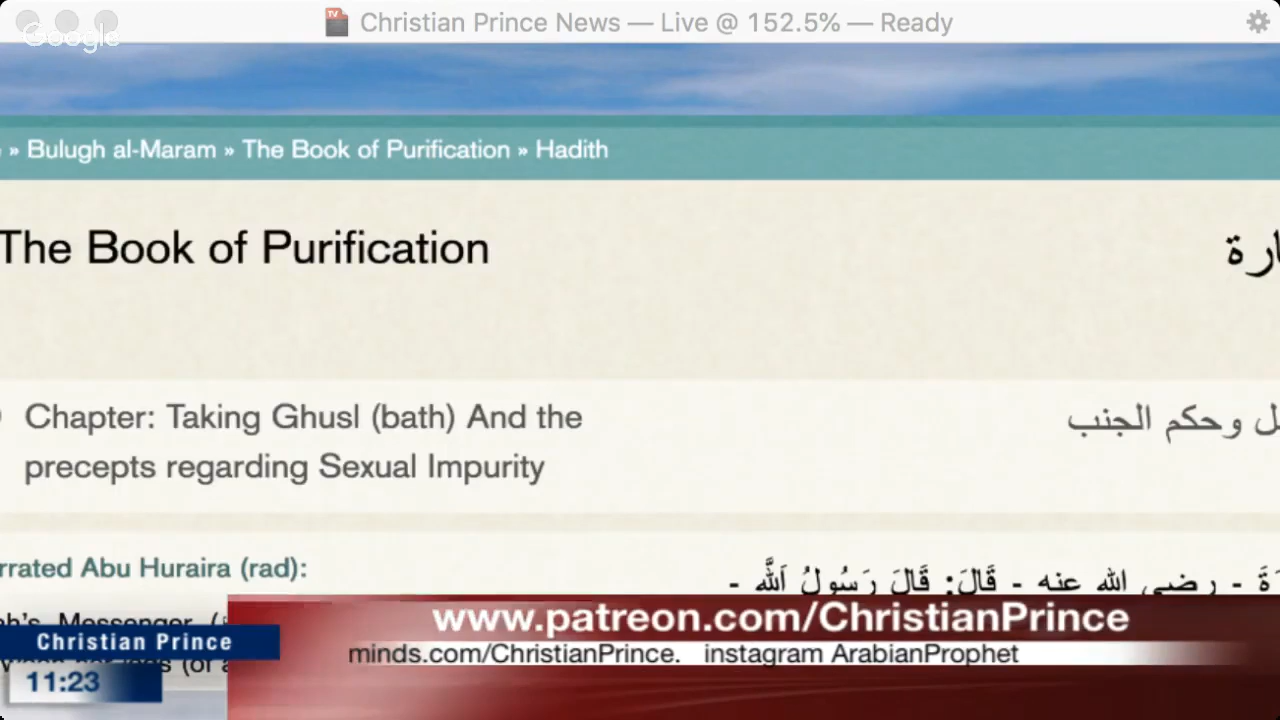 Christian Prince News — Live @ 152.5% — Ready
Google
» Bulugh al-Maram » The Book of Purification » Hadith
The Book of Purification
Chapter: Taking Ghusl (bath) And the
precepts regarding Sexual Impurity
وحكم الجنب
rrated Abu Huraira (rad):
- رضي الله عنه - قَالَ: قَالَ رَسُولُ اَللَّهِ -
Messenger
www.patreon.com/ChristianPrince
Christian Prince
minds.com/ChristianPrince. instagram ArabianProphet
11:23